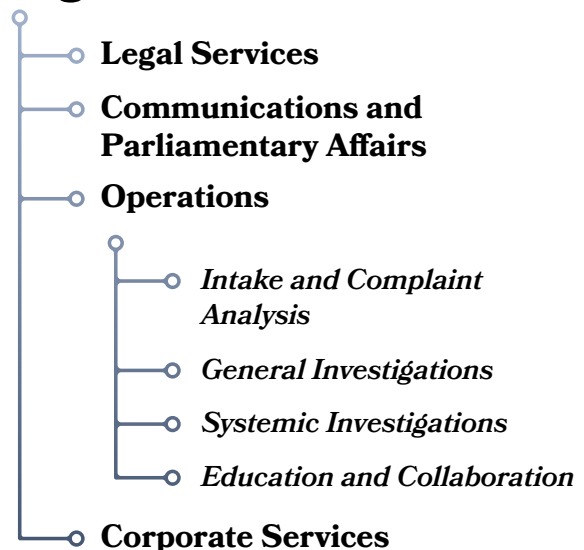 Legal Services
Communications and
Parliamentary Affairs
Operations
Intake and Complaint
Analysis
General Investigations
Systemic Investigations
Education and Collaboration
Corporate Services